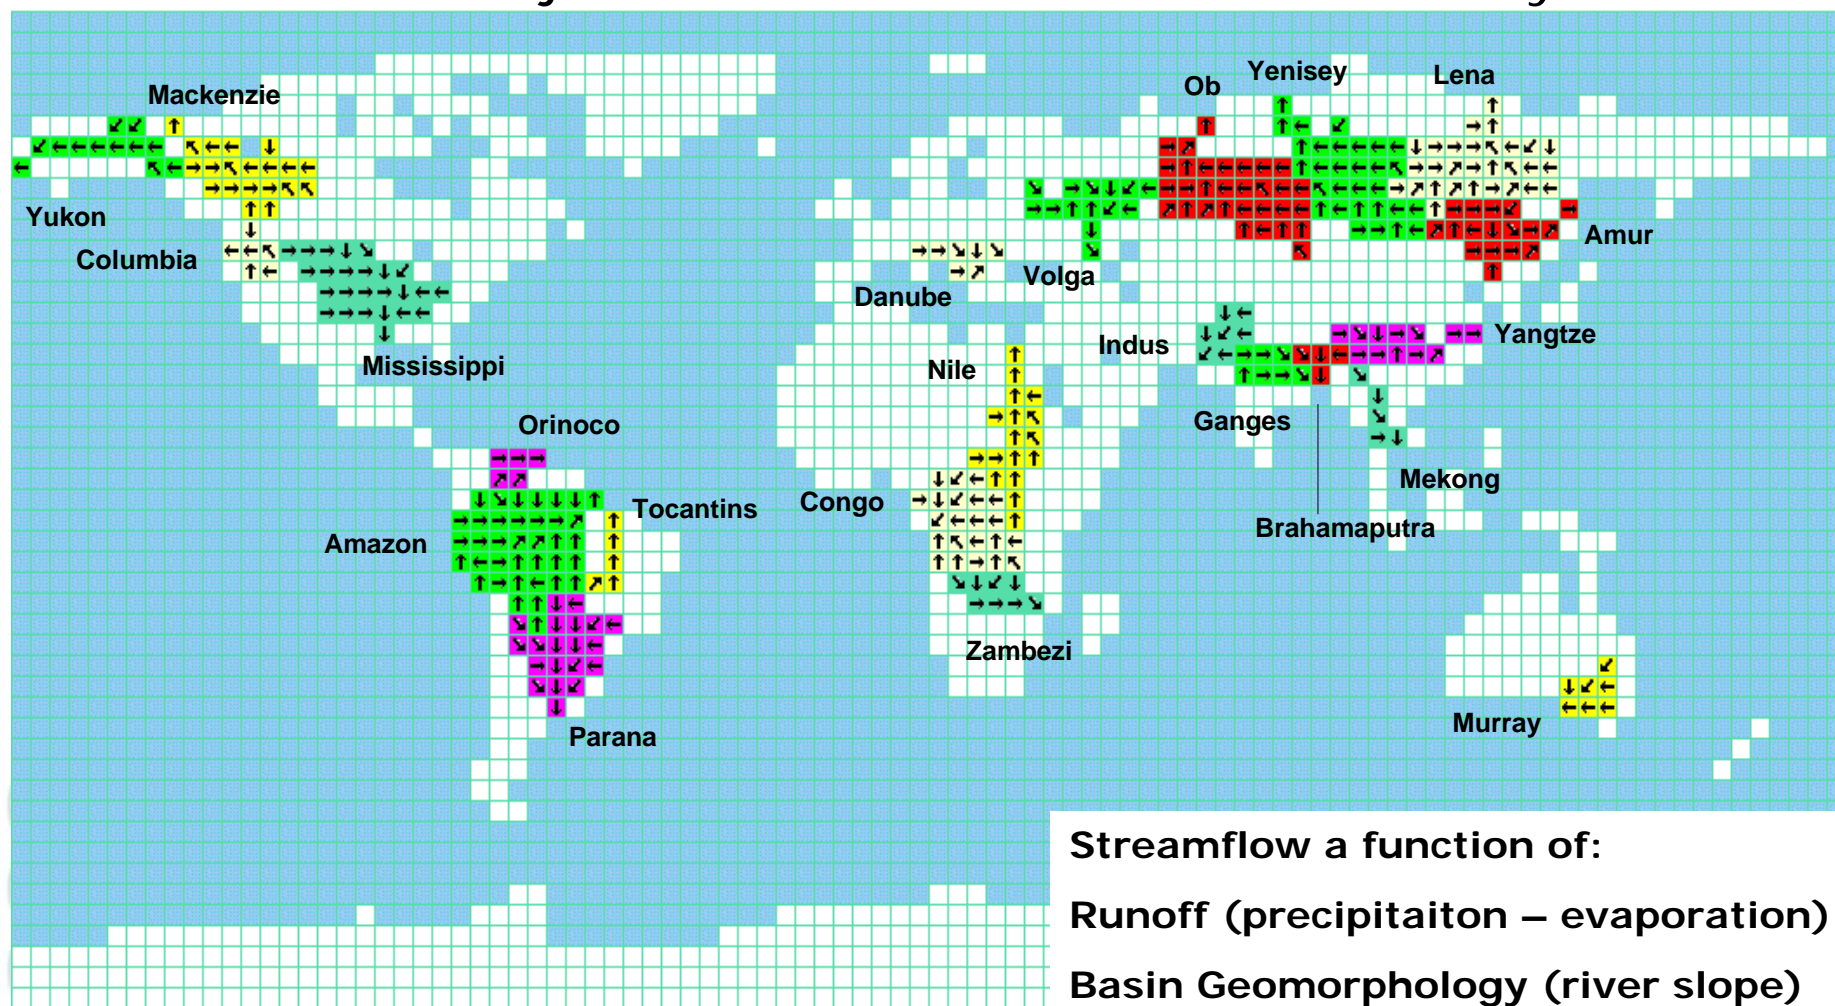 Mackenzie
Ob
Yenisey
Lena
Yukon
Columbia
Mississippi
Danube
Volga
Amur
Indus
Yangtze
Nile
Ganges
Orinoco
Mekong
Congo
Tocantins
Brahamaputra
Amazon
Zambezi
Murray
Parana
Streamflow a function of:
Runoff (precipitaiton – evaporation)
Basin Geomorphology (river slope)